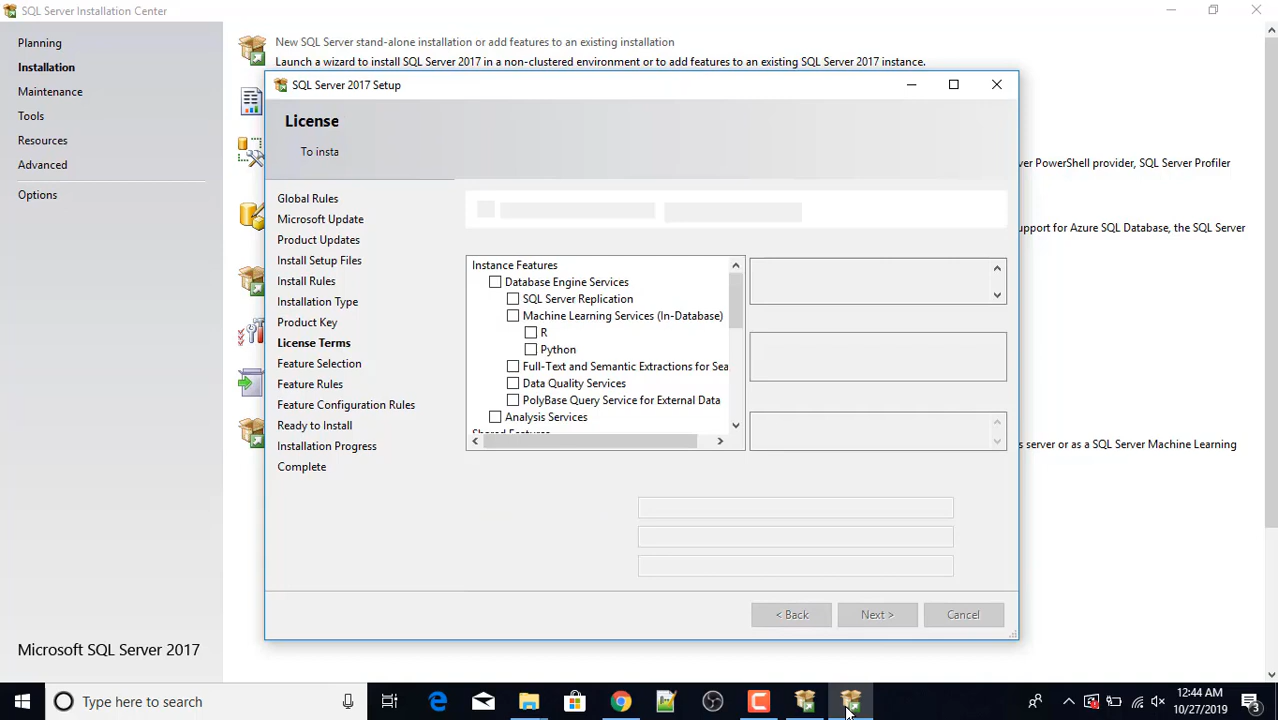 SQL Server Installation Center
Planning
Installation
Maintenance
Tools
Resources
Advanced
Options
Microsoft SQL Server 2017
New SQL Server stand-alone installation or add features to an existing installation
Launch a wizard to install SQL Server 2017 in a non-clustered environment or to add features to an existing SQL Server 2017 instance.
ver PowerShell provider, SQL Server Profiler
upport for Azure SQL Database, the SQL Server
s server or as a SQL Server Machine Learning
SQL Server 2017 Setup
License
To insta
Global Rules
Microsoft Update
Product Updates
Install Setup Files
Install Rules
Installation Type
Product Key
License Terms
Feature Selection
Feature Rules
Feature Configuration Rules
Ready to Install
Installation Progress
Complete
Instance Features
Database Engine Services
SQL Server Replication
Machine Learning Services (In-Database)
R
Python
Full-Text and Semantic Extractions for Sea
Data Quality Services
PolyBase Query Service for External Data
Analysis Services
Shared Features
< Back
Next >
Cancel
Type here to search
12:44 AM
10/27/2019
3